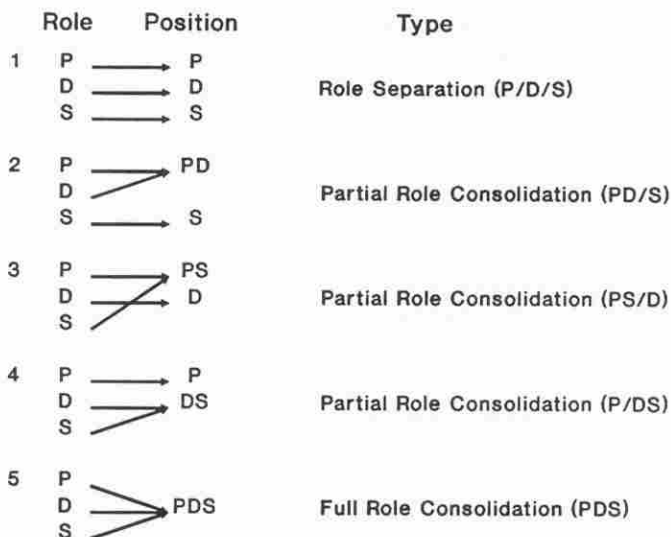 Role Position Type
1 P P
D D Role Separation (P/D/S)
S S
2 P PD
D Partial Role Consolidation (PD/S)
S S
3 P PS
D D Partial Role Consolidation (PS/D)
S
4 P P
D DS Partial Role Consolidation (P/DS)
S
5 P
D PDS Full Role Consolidation (PDS)
S